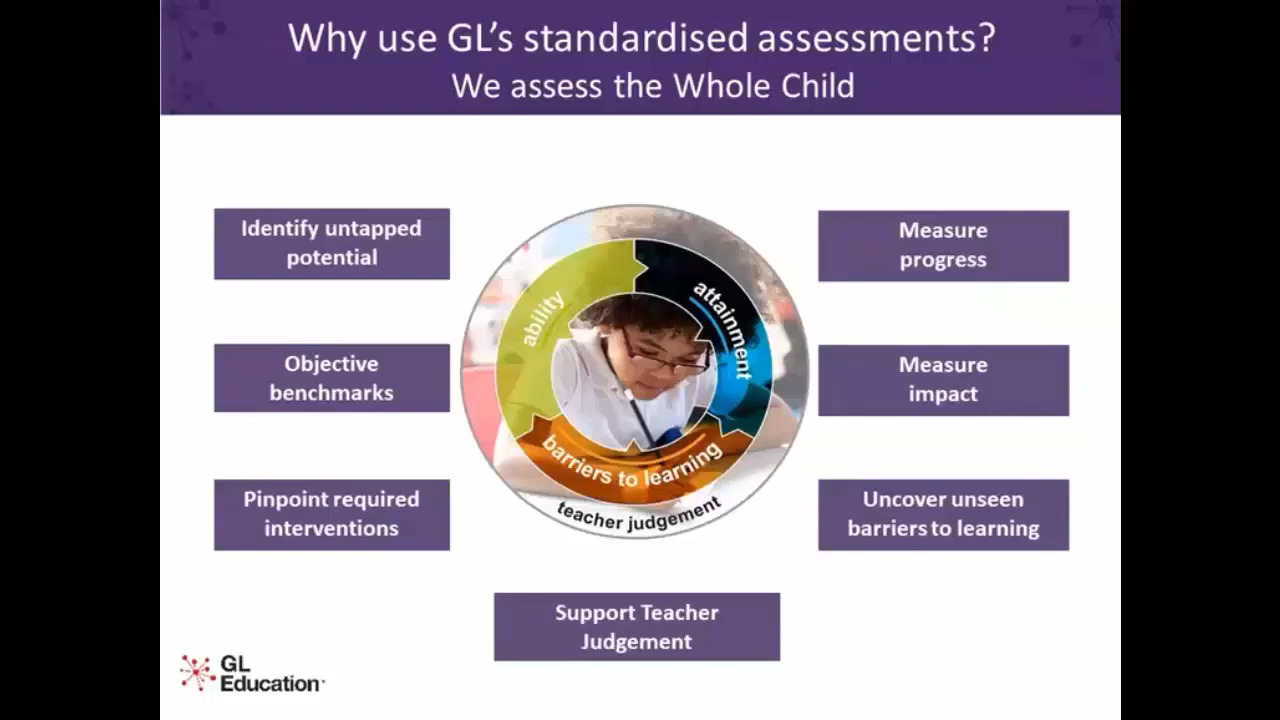 Why use GL's standardised assessments?
We assess the Whole Child
Identify untapped
potential
Objective
benchmarks
Pinpoint required
interventions
ability
attainment
barriers to learning
teacher judgement
Measure
progress
Measure
impact
Uncover unseen
barriers to learning
Support Teacher
Judgement
GL
Education